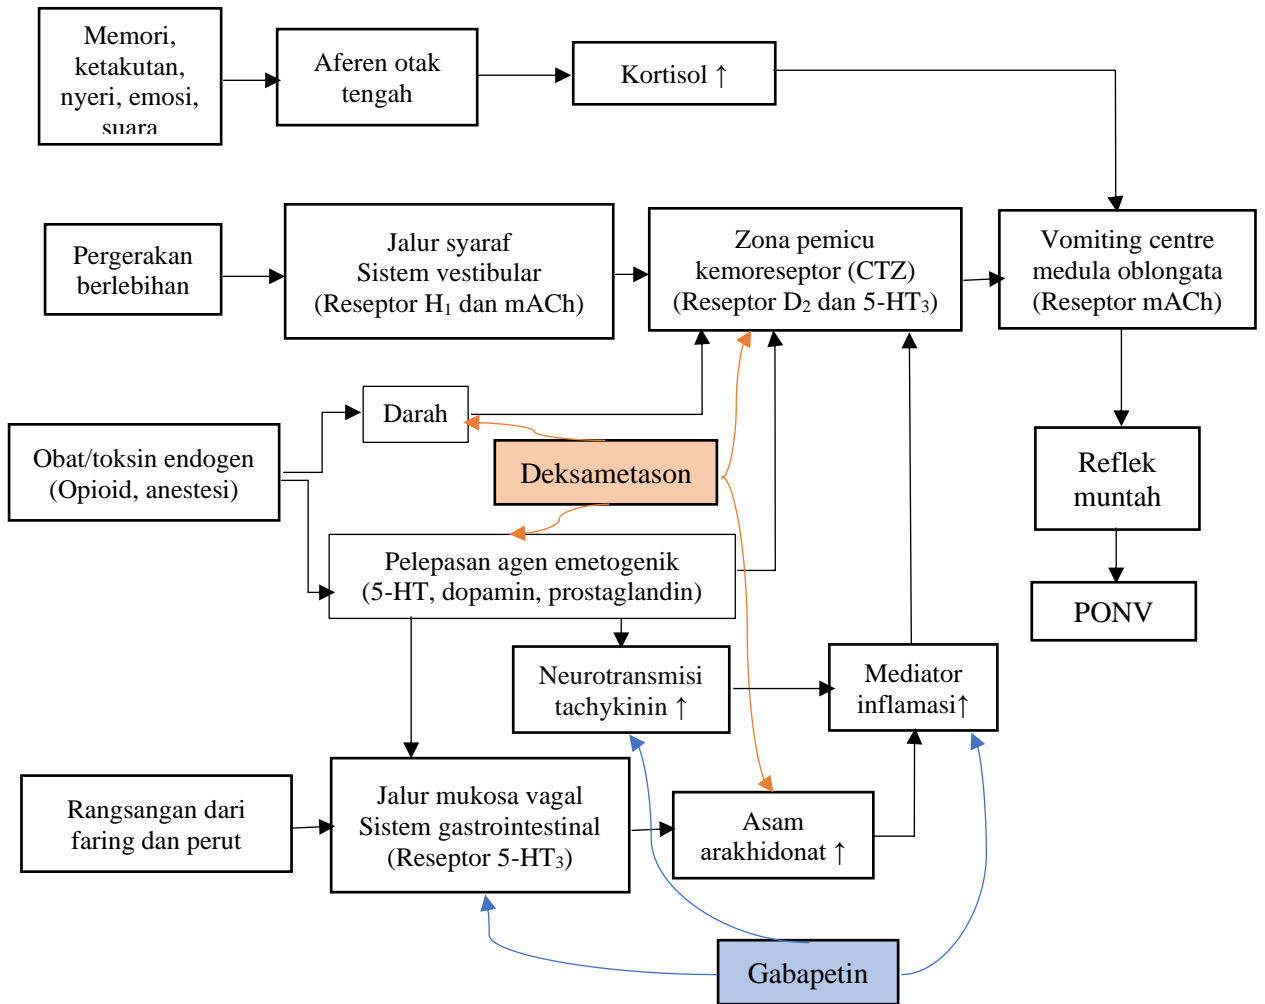 Memori,
ketakutan,
nyeri, emosi,
suara
Aferen otak
tengah
Kortisol ↑
Pergerakan
berlebihan
Jalur syaraf
Sistem vestibular
(Reseptor H₁ dan mACh)
Zona pemicu
kemoreseptor (CTZ)
(Reseptor D₂ dan 5-HT₃)
Vomiting centre
medula oblongata
(Reseptor mACh)
Darah
Obat/toksin endogen
(Opioid, anestesi)
Deksametason
Reflek
muntah
Pelepasan agen emetogenik
(5-HT, dopamin, prostaglandin)
PONV
Neurotransmisi
tachykinin ↑
Mediator
inflamasi↑
Rangsangan dari
faring dan perut
Jalur mukosa vagal
Sistem gastrointestinal
(Reseptor 5-HT₃)
Asam
arakhidonat ↑
Gabapetin